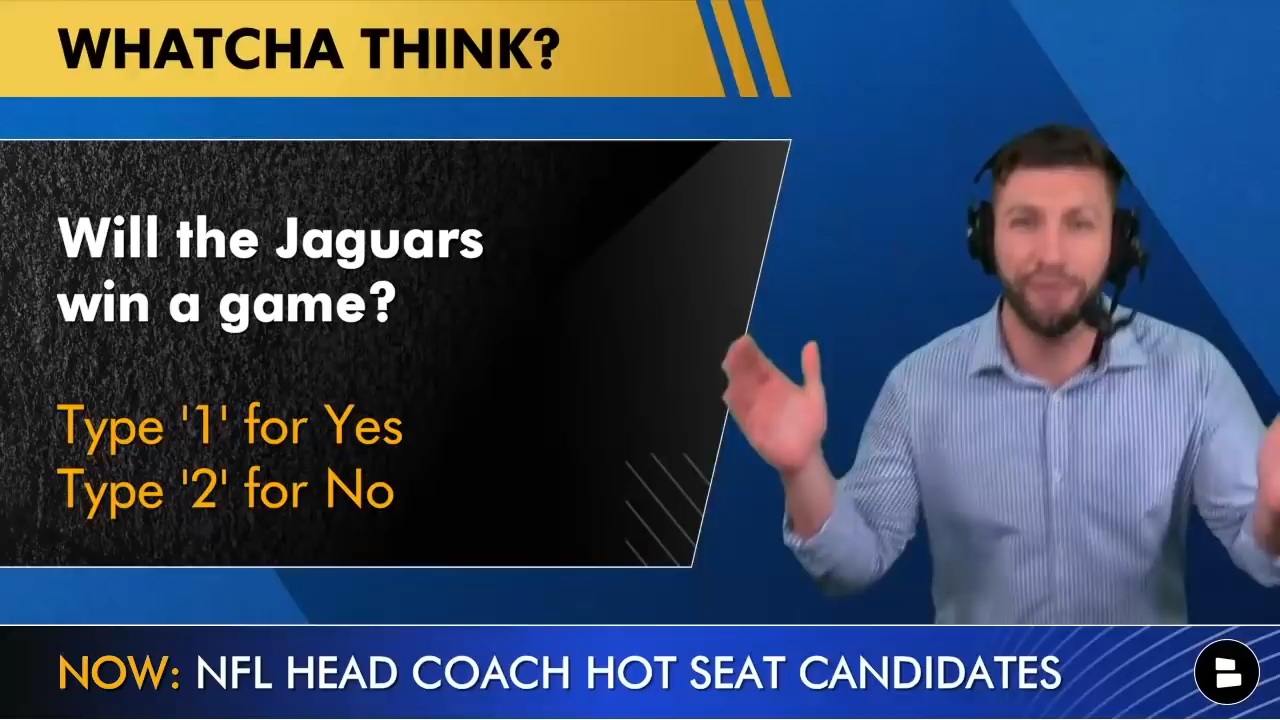 WHATCHA THINK?
Will the Jaguars
win a game?
Type '1' for Yes
Type '2' for No
NOW: NFL HEAD COACH HOT SEAT CANDIDATES